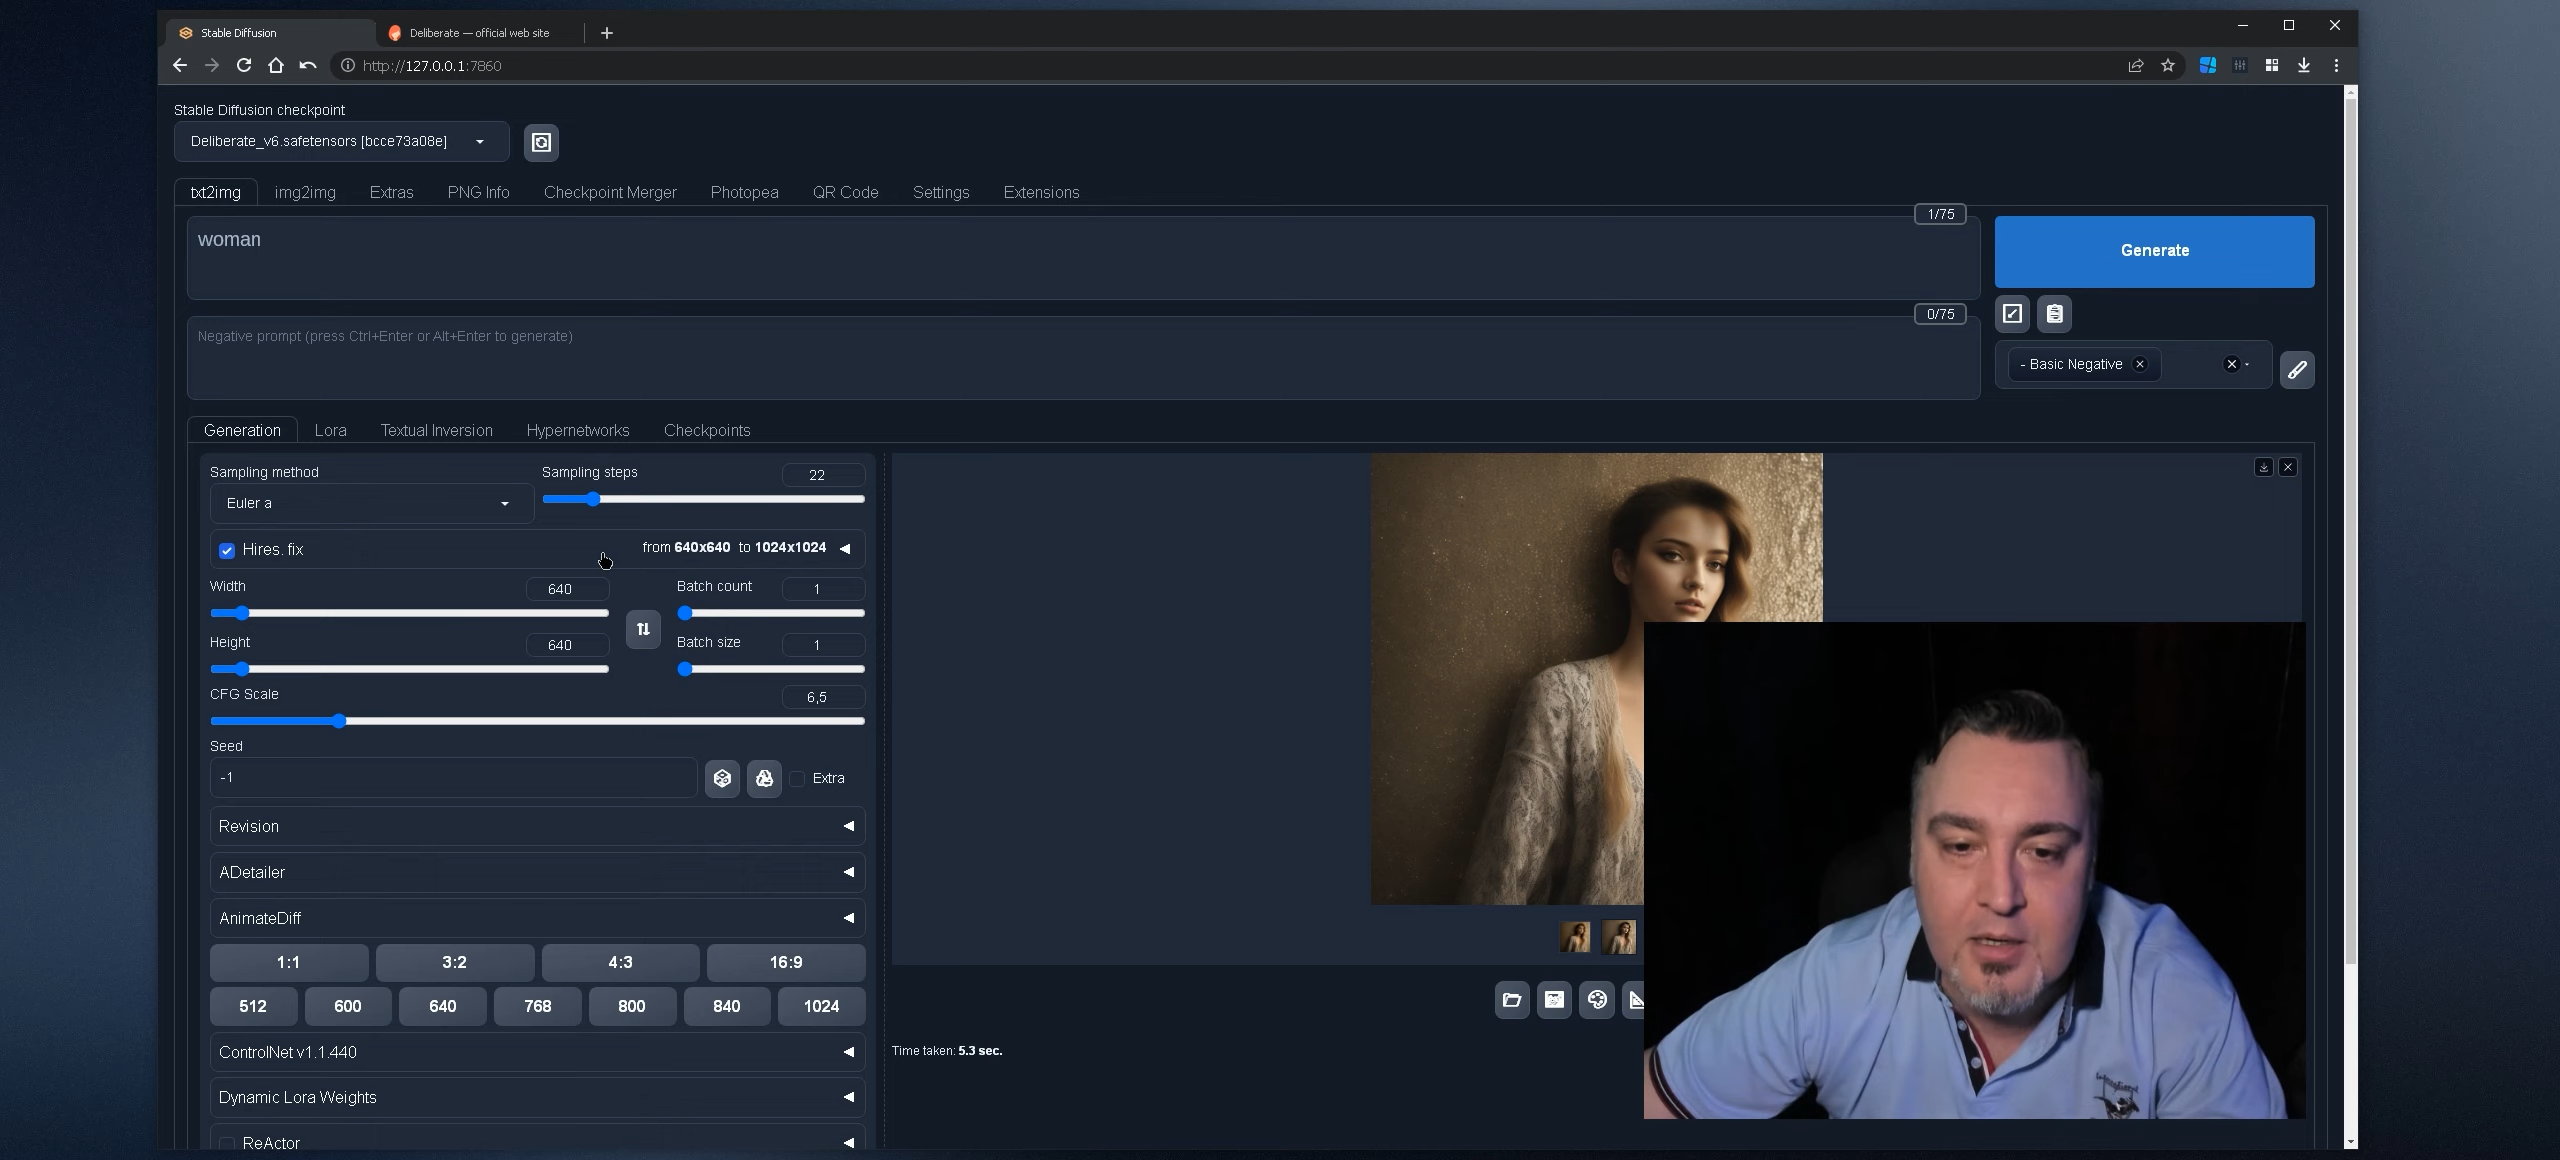 Stable Diffusion
Deliberate — official web site
http://127.0.0.1:7860
Stable Diffusion checkpoint
Deliberate_v6.safetensors [bcce73a08e]
txt2img
img2img
Extras
PNG Info
Checkpoint Merger
Photopea
QR Code
Settings
Extensions
1/75
woman
Generate
0/75
Negative prompt (press Ctrl+Enter or Alt+Enter to generate)
- Basic Negative
Generation
Lora
Textual Inversion
Hypernetworks
Checkpoints
Sampling method
Sampling steps
22
Euler a
Hires. fix
from 640x640 to 1024x1024
Width
640
Batch count
1
Height
640
Batch size
1
CFG Scale
6,5
Seed
-1
Extra
Revision
ADetailer
AnimateDiff
1:1
3:2
4:3
16:9
512
600
640
768
800
840
1024
ControlNet v1.1.440
Time taken: 5.3 sec.
Dynamic Lora Weights
ReActor